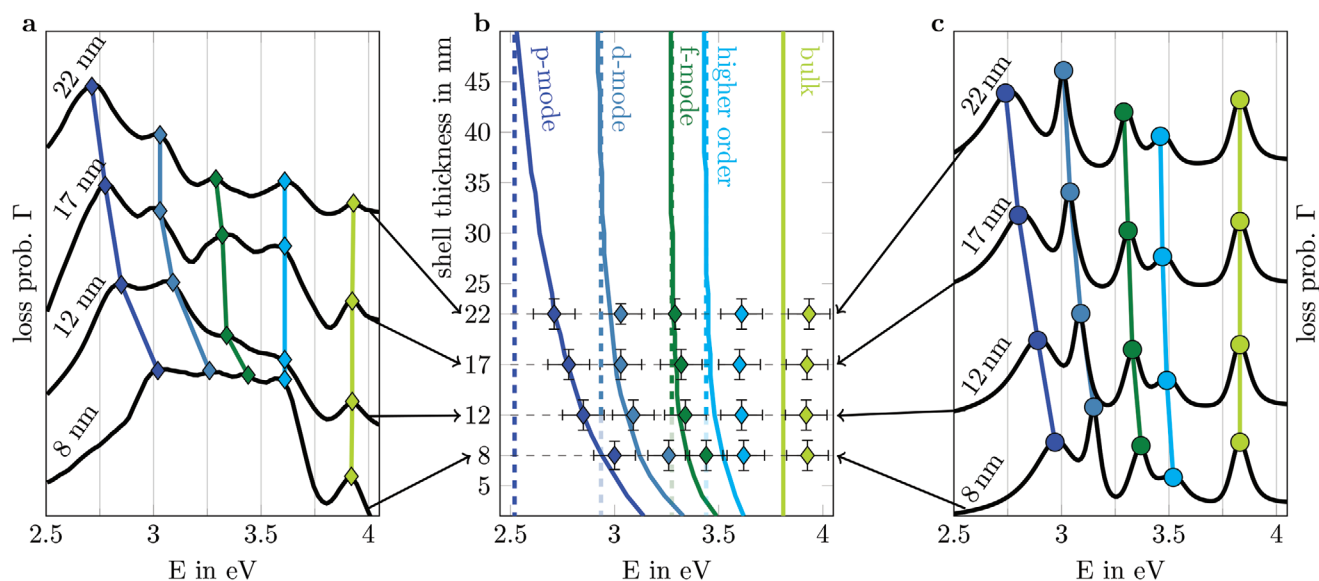 a
22 nm
17 nm
12 nm
8 nm
loss prob. Γ
2.5 3 3.5 4
E in eV
b
p-mode
d-mode
f-mode
higher order
bulk
shell thickness in nm
45
40
35
30
25
22
17
12
8
5
2.5 3 3.5 4
E in eV
c
22 nm
17 nm
12 nm
8 nm
loss prob. Γ
2.5 3 3.5 4
E in eV